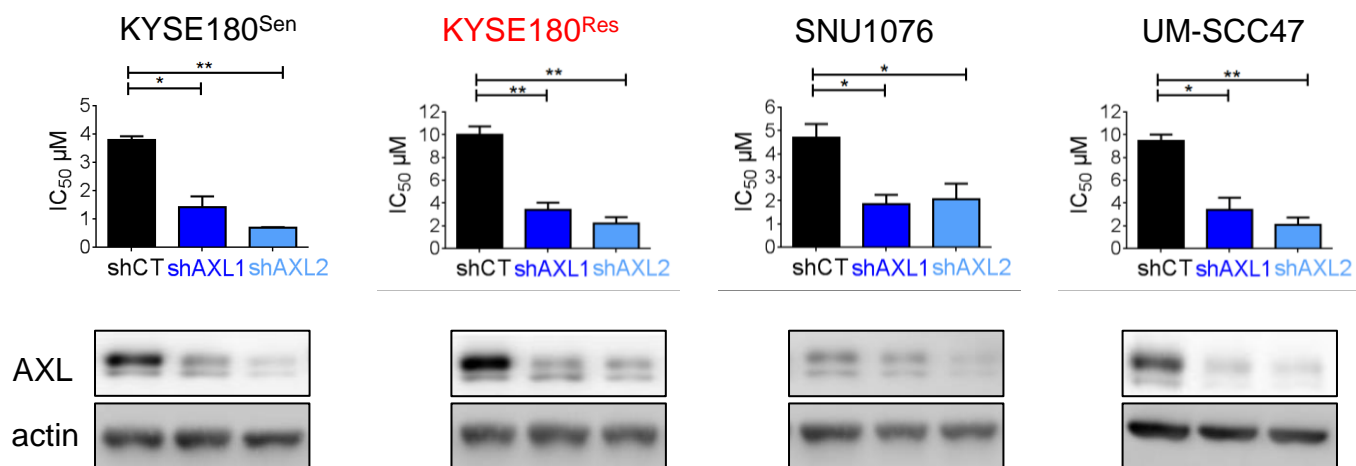 KYSE180Sen
** 
*
IC50 µM
5
4
3
2
1
0
shCT shAXL1 shAXL2
KYSE180Res
**
**
IC50 µM
12
10
8
6
4
2
0
shCT shAXL1 shAXL2
SNU1076
*
*
IC50 µM
6
5
4
3
2
1
0
shCT shAXL1 shAXL2
UM-SCC47
**
*
IC50 µM
12
10
8
6
4
2
0
shCT shAXL1 shAXL2
AXL
actin